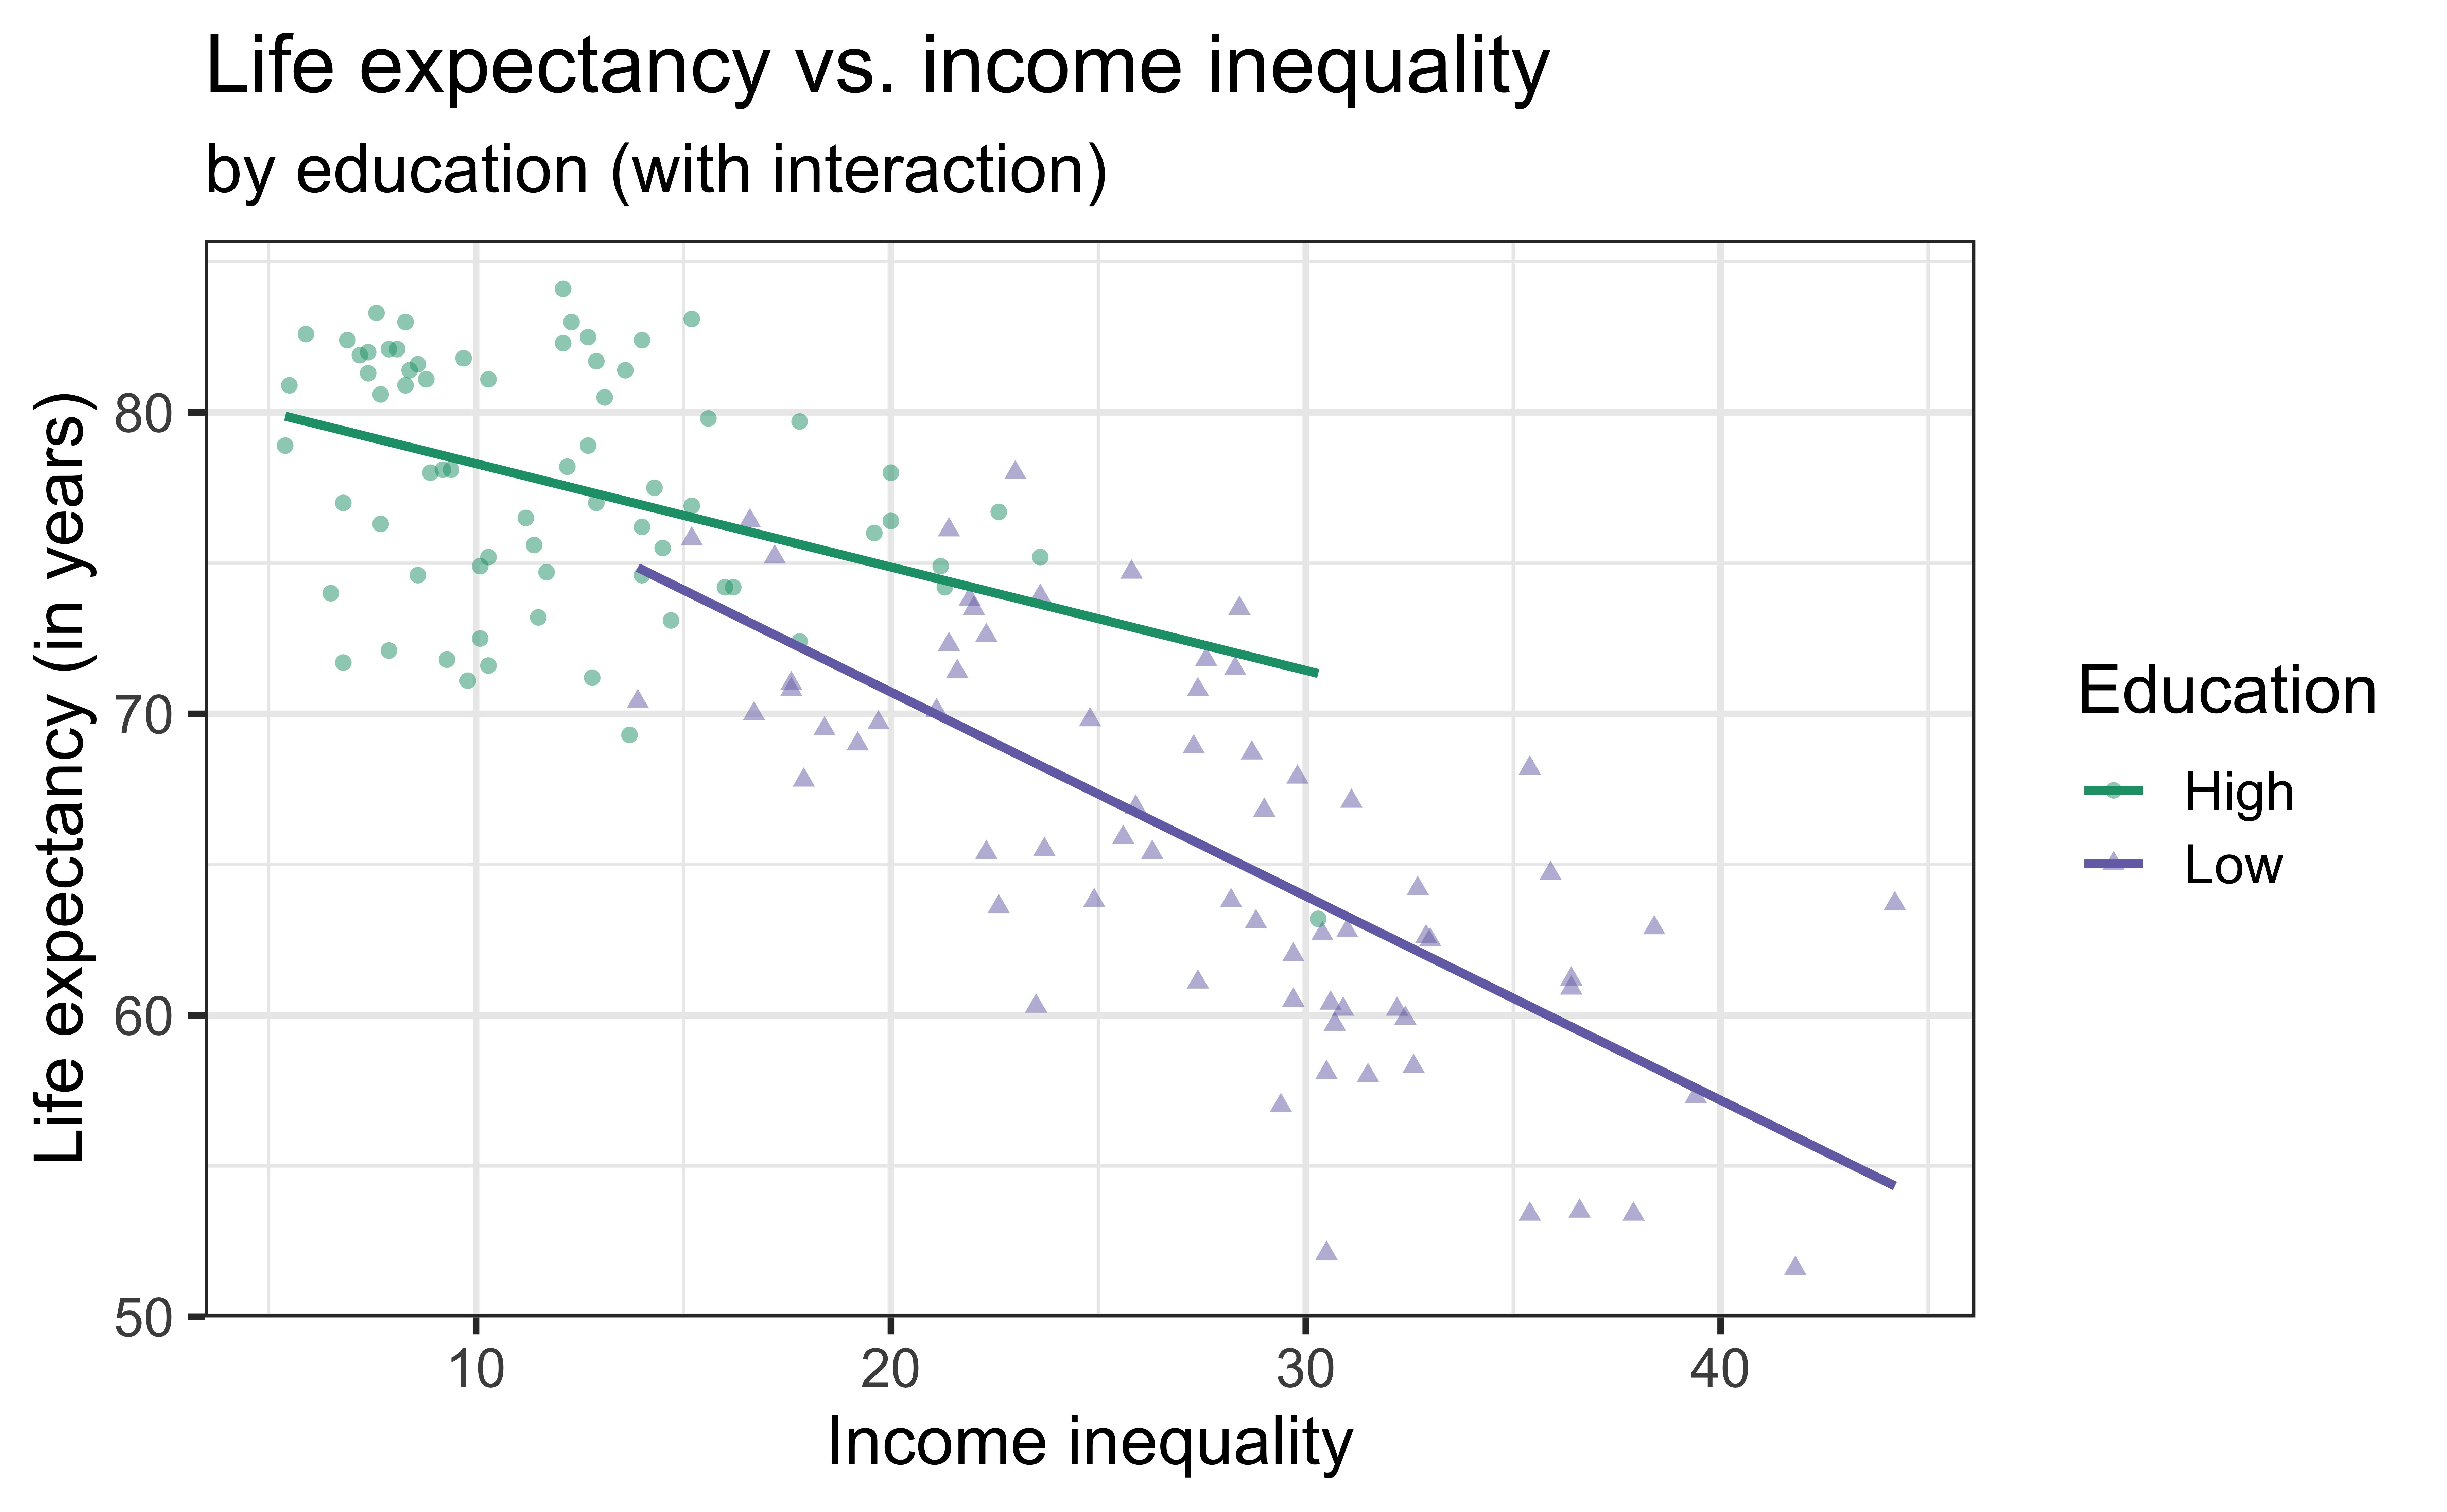 Life expectancy vs. income inequality
by education (with interaction)
Life expectancy (in years)
80
70
60
50
10
20
30
40
Income inequality
Education
High
Low